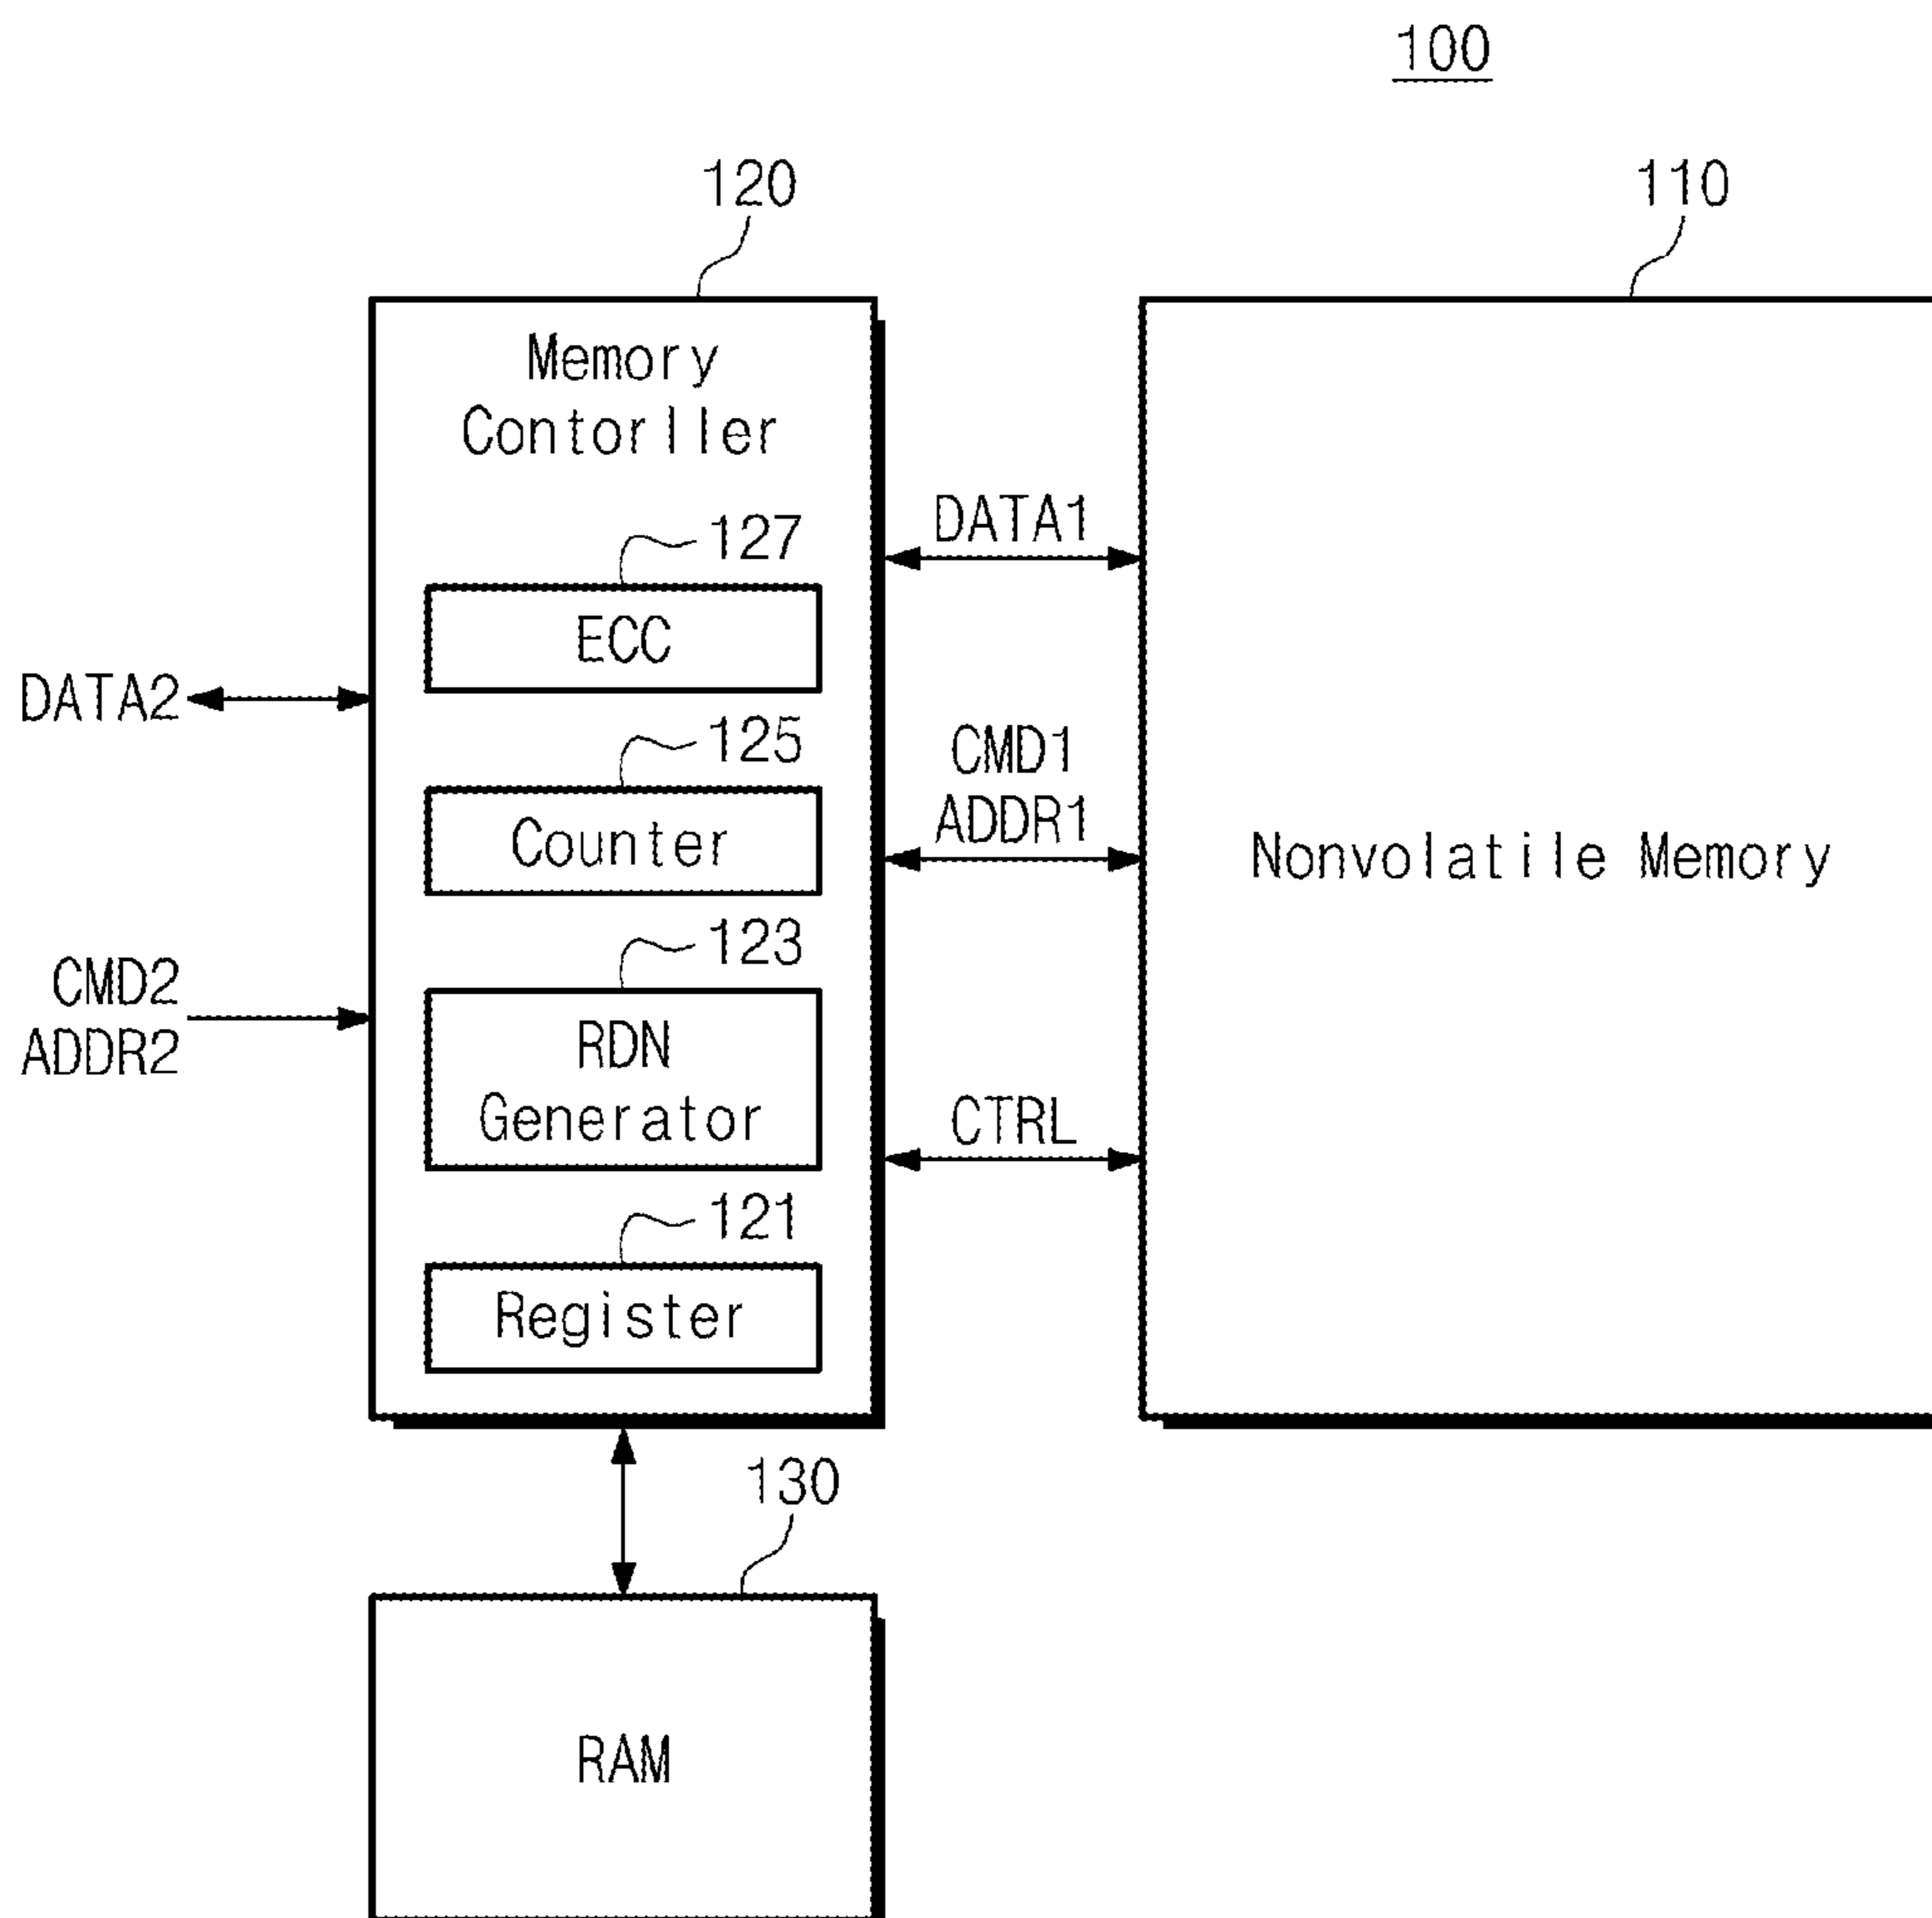 100
120
110
Memory
Contorller
DATA1
127
ECC
DATA2
125
CMD1
ADDR1
Counter
Nonvolatile Memory
123
CMD2
ADDR2
RDN
Generator
CTRL
121
Register
130
RAM